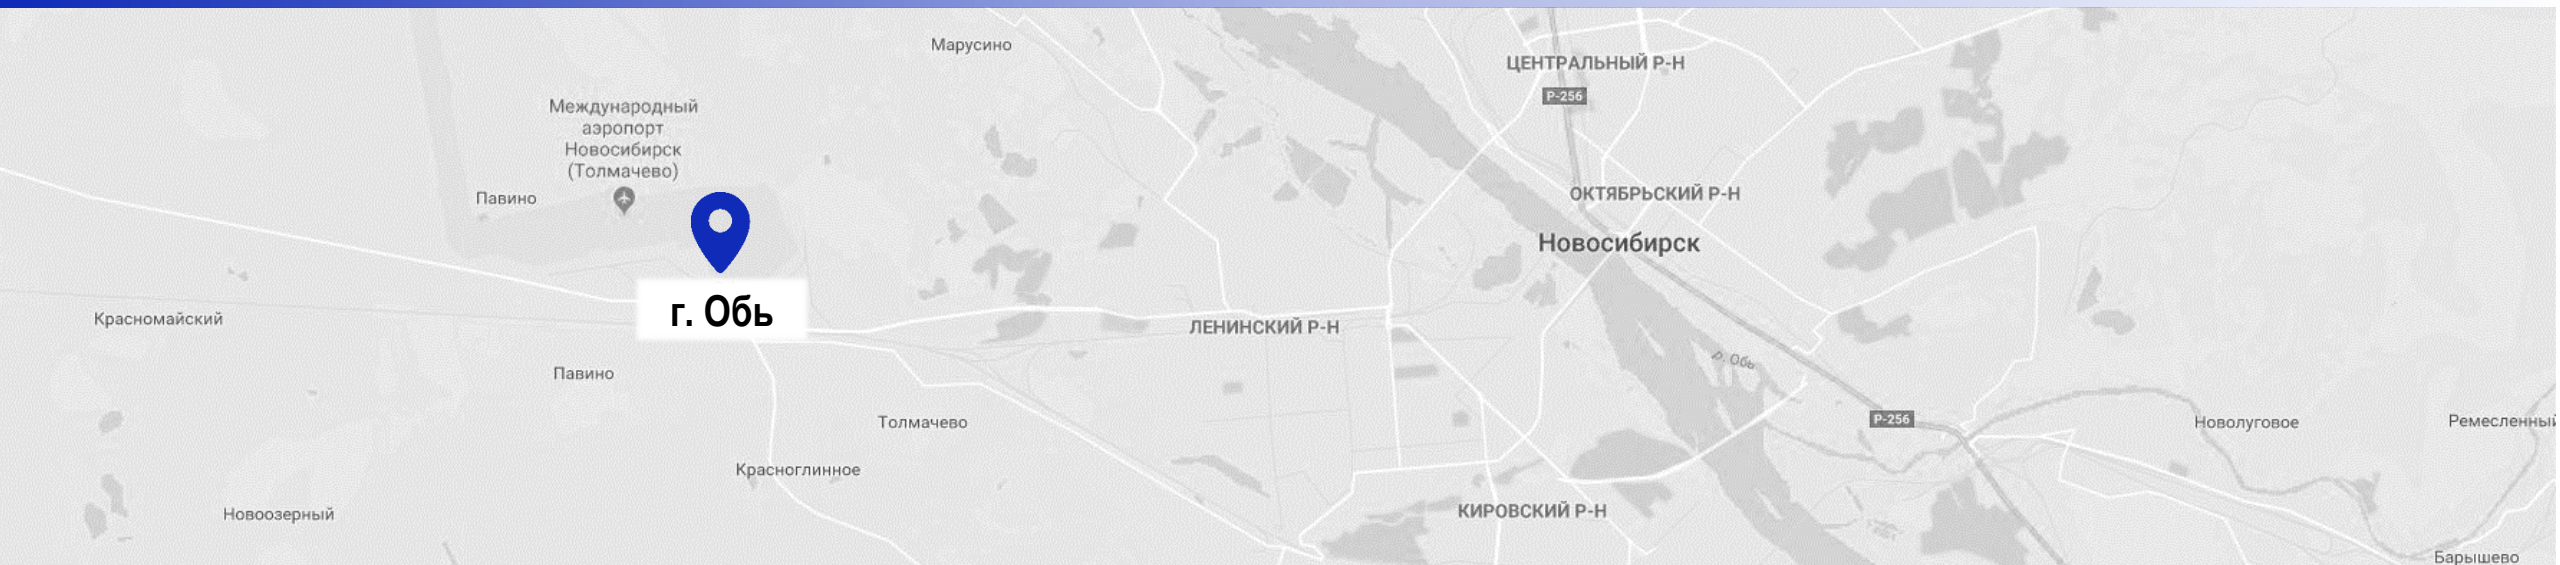 Марусино
ЦЕНТРАЛЬНЫЙ Р-Н
Р-256
Международный
аэропорт
Новосибирск
(Толмачево)
Павино
ОКТЯБРЬСКИЙ Р-Н
Новосибирск
г. Обь
Красномайский
ЛЕНИНСКИЙ Р-Н
р. Обь
Павино
Толмачево
Р-256
Новолуговое
Ремесленный
Красноглинное
Новоозерный
КИРОВСКИЙ Р-Н
Барышево